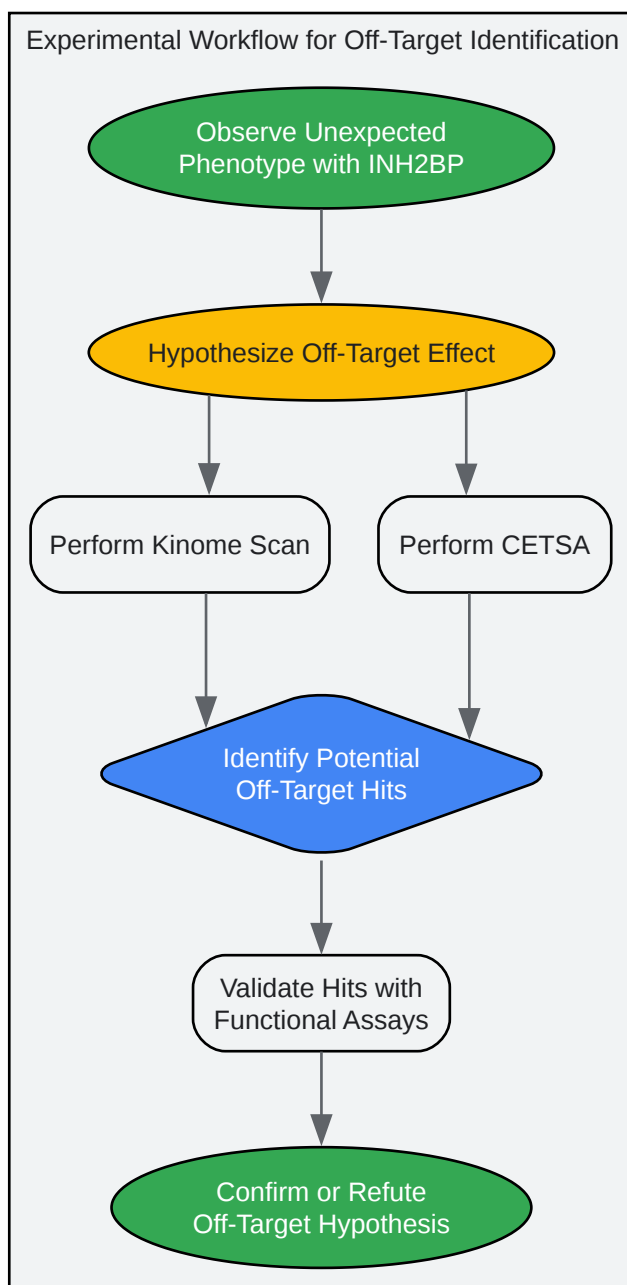 Experimental Workflow for Off-Target Identification
Observe Unexpected
Phenotype with INH2BP
Hypothesize Off-Target Effect
Perform Kinome Scan
Perform CETSA
Identify Potential
Off-Target Hits
Validate Hits with
Functional Assays
Confirm or Refute
Off-Target Hypothesis